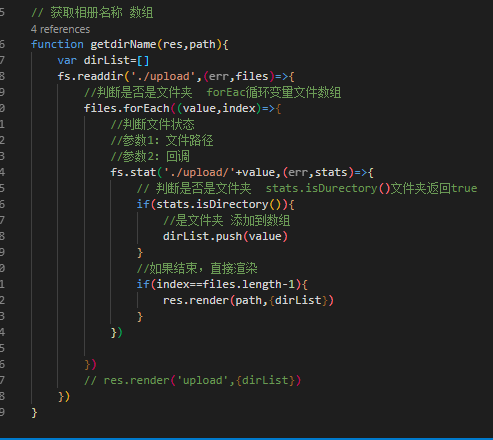 5 // 获取相册名称 数组
4 references
6 function getdirName(res,path){
7 var dirList=[]
8 fs.readdir('./upload',(err,files)=>{
9 //判断是否是文件夹 forEac循环变量文件数组
0 files.forEach((value,index)=>{
1 //判断文件状态
2 //参数1：文件路径
3 //参数2：回调
4 fs.stat('./upload/'+value,(err,stats)=>{
5 // 判断是否是文件夹 stats.isDurectory()文件夹返回true
6 if(stats.isDirectory()){
7 //是文件夹 添加到数组
8 dirList.push(value)
9 }
0 //如果结束，直接渲染
1 if(index==files.length-1){
2 res.render(path,{dirList})
3 }
4 })
5
6 })
7 // res.render('upload',{dirList})
8 })
9 }